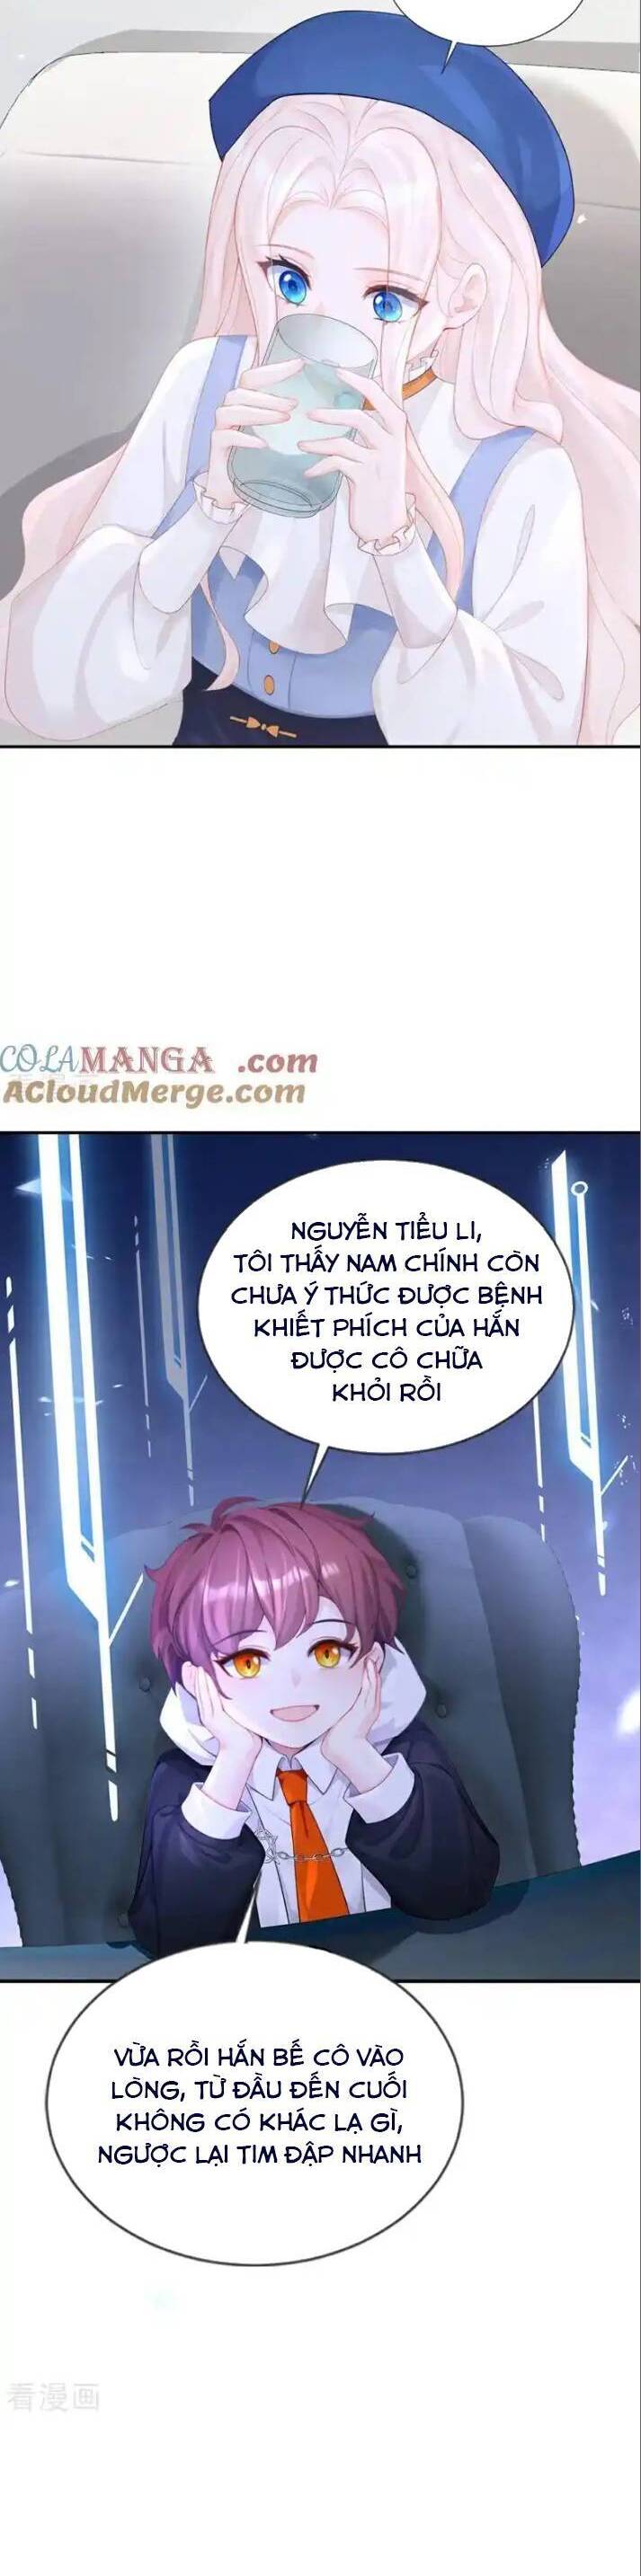 COLAMANGA.com
AcloudMerge.com
NGUYỄN TIỂU LI,
TÔI THẤY NAM CHÍNH CÒN
CHƯA Ý THỨC ĐƯỢC BỆNH
KHIẾT PHÍCH CỦA HẮN
ĐƯỢC CÔ CHỮA
KHỎI RỒI
VỪA RỒI HẮN BẾ CÔ VÀO
LÒNG, TỪ ĐẦU ĐẾN CUỐI
KHÔNG CÓ KHÁC LẠ GÌ,
NGƯỢC LẠI TIM ĐẬP NHANH
看漫画